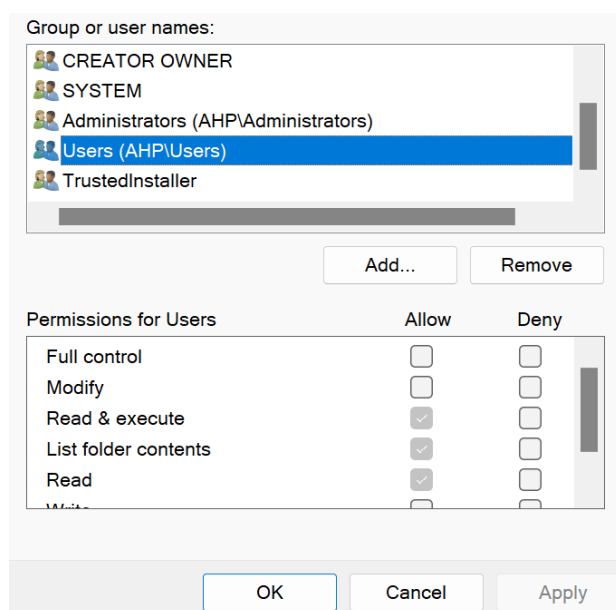 Group or user names:
CREATOR OWNER
SYSTEM
Administrators (AHP\Administrators)
Users (AHP\Users)
TrustedInstaller
Add... Remove
Permissions for Users Allow Deny
Full control
Modify
Read & execute
List folder contents
Read
OK Cancel Apply